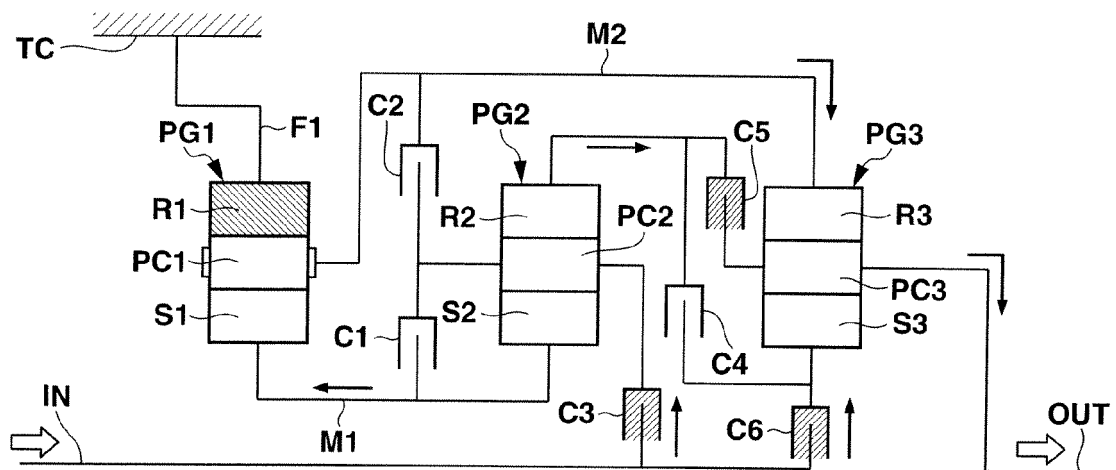 TC
M2
C2
PG1
F1
PG2
C5
PG3
R1
R2
PC2
R3
PC1
PC3
S1
C1
S2
C4
S3
IN
M1
C3
C6
OUT